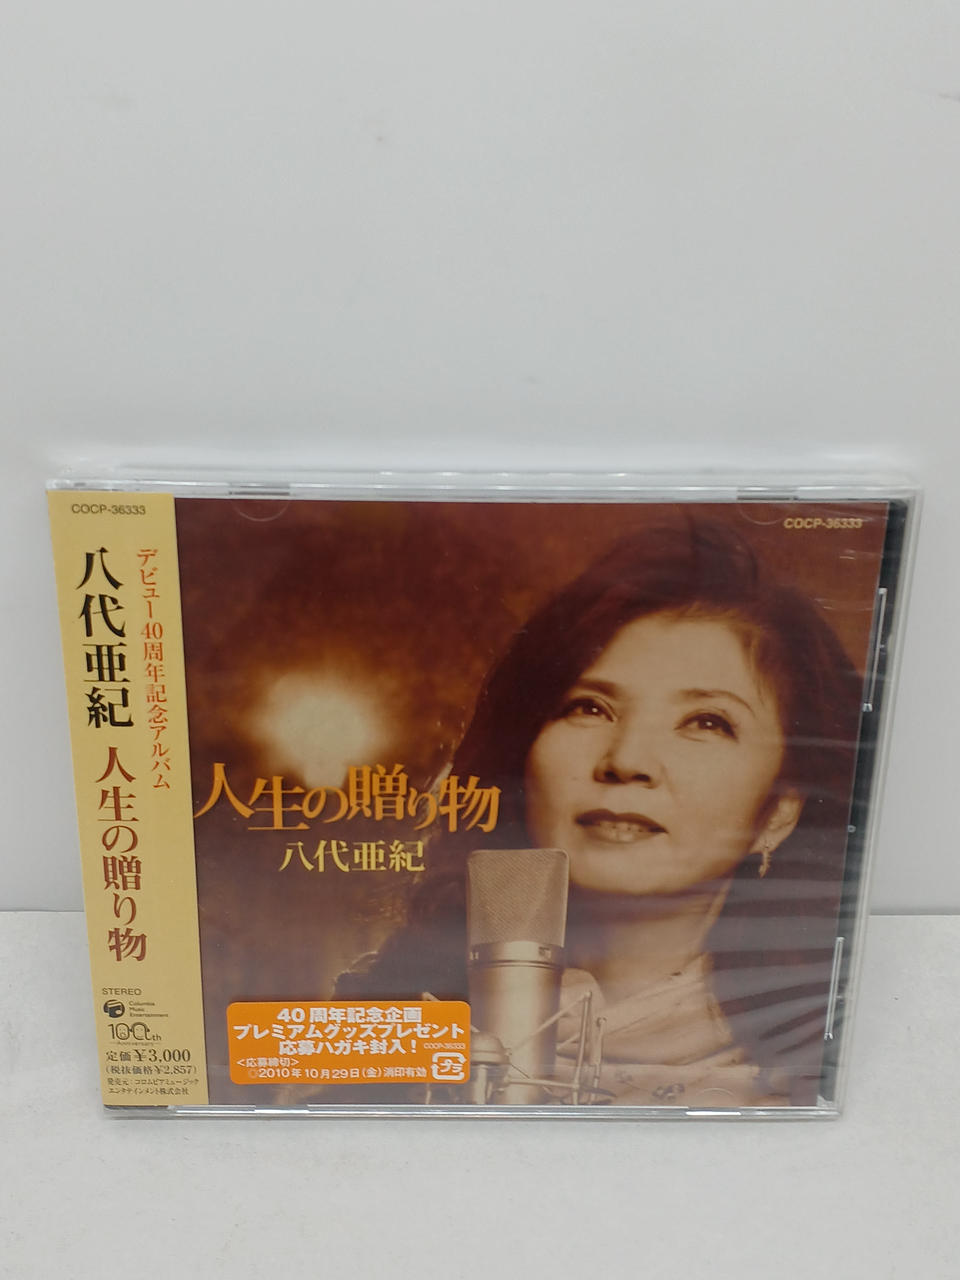 COCP-36333
デビュー40周年記念アルバム
八代亜紀 人生の贈り物
STEREO
Columbia
Music
Entertainment
100th
Anniversary
定価¥3,000
(税抜価格¥2,857)
発売元:コロムビアミュージック
エンタテインメント株式会社
COCP-36333
人生の贈り物
八代亜紀
40周年記念企画
プレミアムグッズプレゼント
応募ハガキ封入!
COCP-36333
<応募締切>
◎2010年10月29日(金)消印有効
プラ